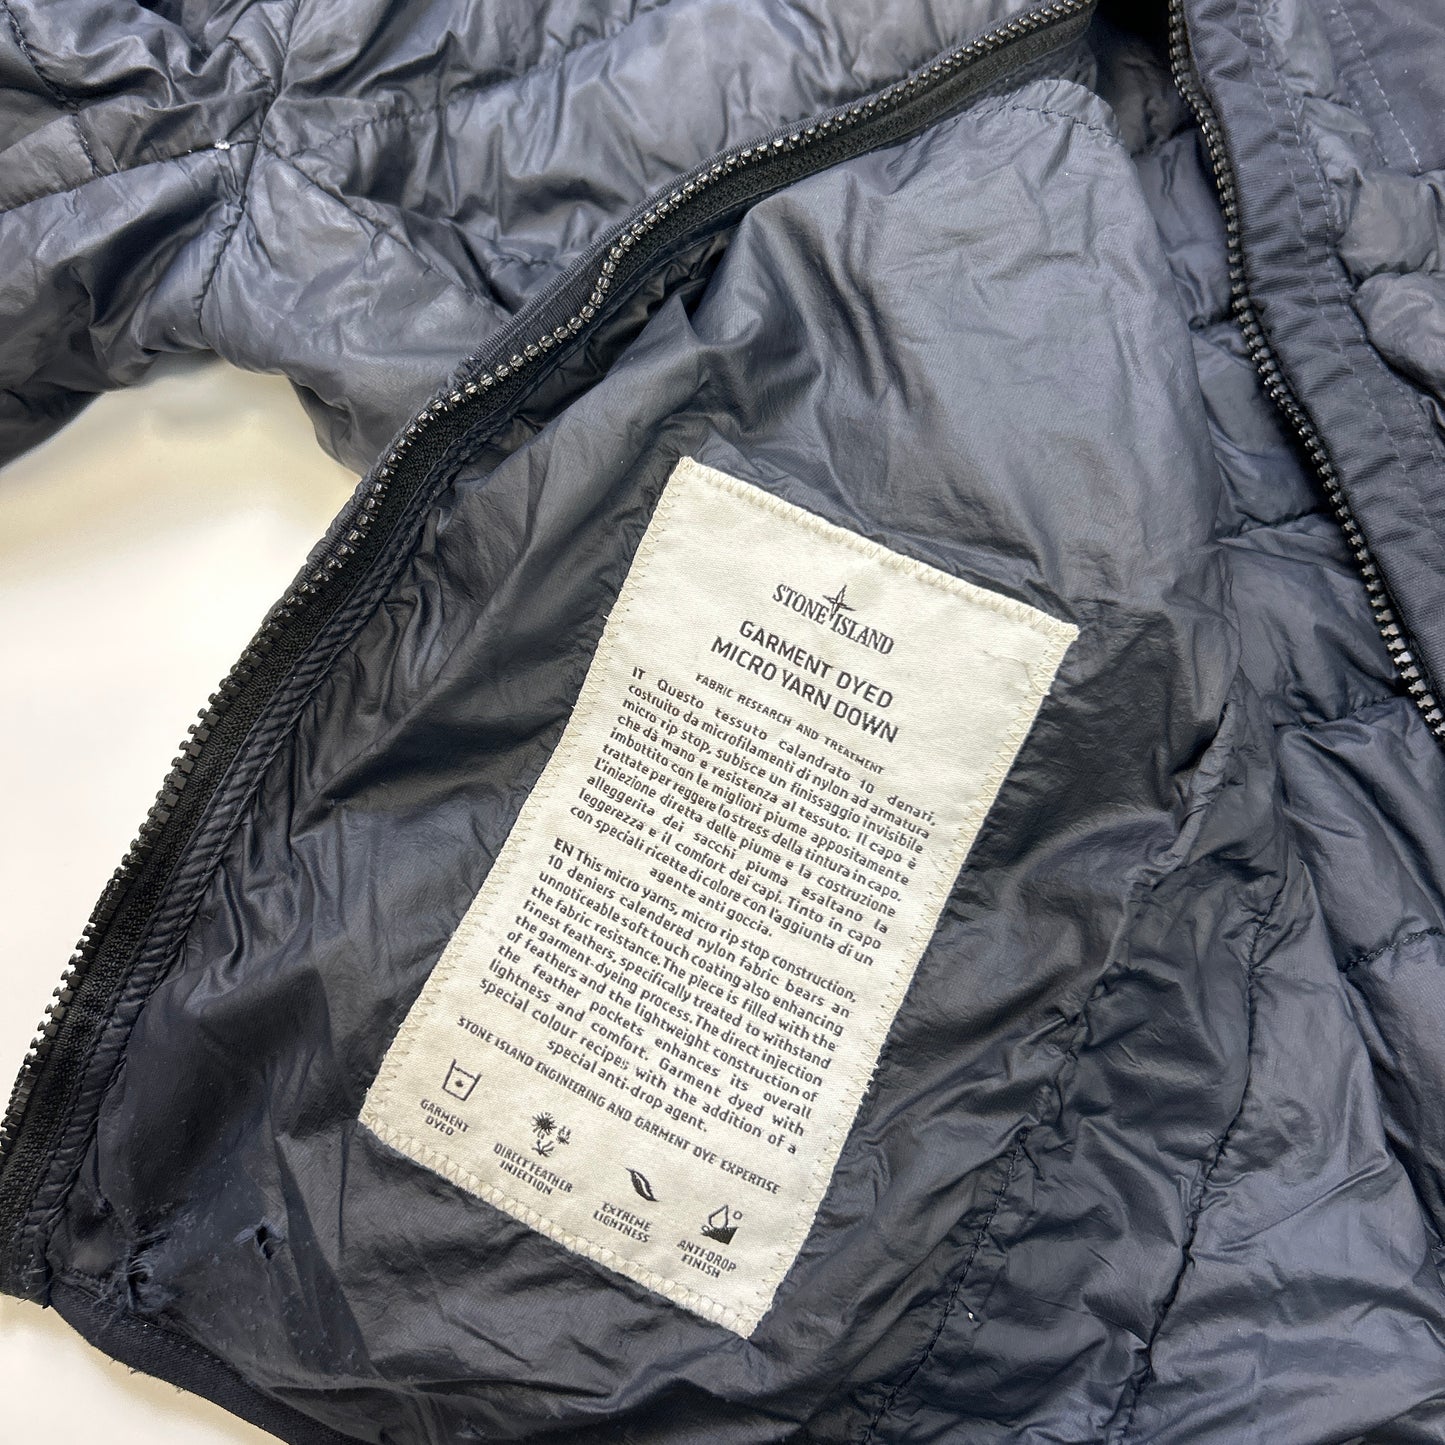 STONE ISLAND
GARMENT DYED
MICRO YARN DOWN
FABRIC RESEARCH AND TREATMENT
IT Questo tessuto calandrato 10 denari,
costruito da microfilamenti di nylon ad armatura
micro rip stop, subisce un finissaggio invisibile
che dà mano e resistenza al tessuto. Il capo è
imbottito con le migliori piume appositamente
trattate per reggere lo stress della tintura in capo.
L'iniezione diretta delle piume e la costruzione
alleggerita dei sacchi piuma esaltano la
leggerezza e il comfort dei capi. Tinto in capo
con speciali ricette di colore con l'aggiunta di un
agente anti goccia.
EN This micro yarns, micro rip stop construction,
10 deniers calendered nylon fabric bears an
unnoticeable soft touch coating also enhancing
the fabric resistance. The piece is filled with the
finest feathers, specifically treated to withstand
the garment-dyeing process. The direct injection
of feathers and the lightweight construction of
the feather pockets enhances its overall
lightness and comfort. Garment dyed with
special colour recipes with the addition of a
special anti-drop agent.
STONE ISLAND ENGINEERING AND GARMENT DYE EXPERTISE
GARMENT
DYED
DIRECT FEATHER
INJECTION
EXTREME
LIGHTNESS
ANTI-DROP
FINISH